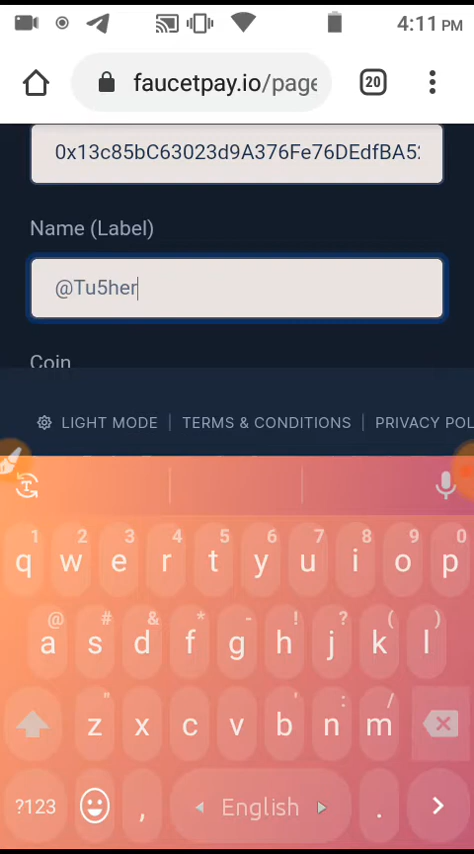 4:11 PM
faucetpay.io/page
20
0x13c85bC63023d9A376Fe76DEdfBA5
Name (Label)
@Tu5her
Coin
LIGHT MODE | TERMS & CONDITIONS | PRIVACY POL
T
1 2 3 4 5 6 7 8 9 0
q w e r t y u i o p
@ # & * - ! ? ( )
a s d f g h j k l
" ' : /
z x c v b n m
?123 , English .